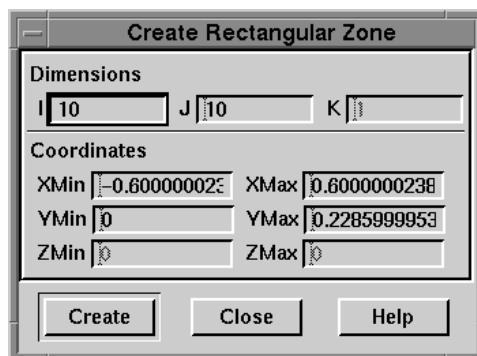 Create Rectangular Zone
Dimensions
I 10 J 10 K 1
Coordinates
XMin -0.600000023 XMax 0.6000000238
YMin 0 YMax 0.2285999953
ZMin 0 ZMax 0
Create Close Help